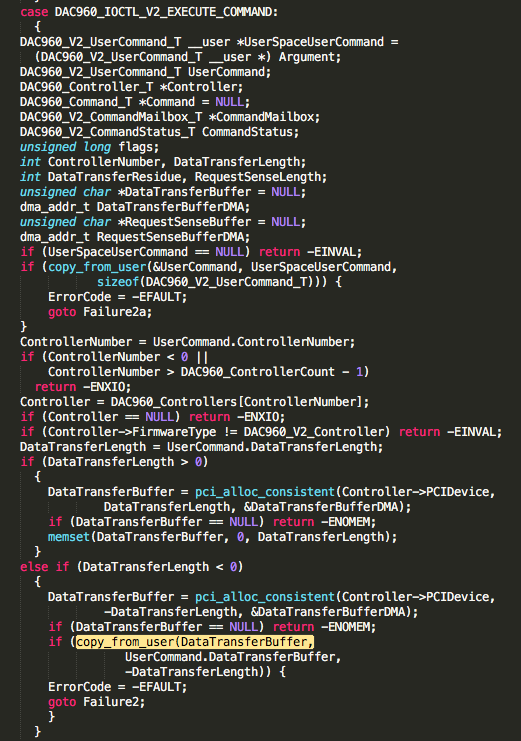 case DAC960_IOCTL_V2_EXECUTE_COMMAND:
{
DAC960_V2_UserCommand_T __user *UserSpaceUserCommand =
(DAC960_V2_UserCommand_T __user *) Argument;
DAC960_V2_UserCommand_T UserCommand;
DAC960_Controller_T *Controller;
DAC960_Command_T *Command = NULL;
DAC960_V2_CommandMailbox_T *CommandMailbox;
DAC960_V2_CommandStatus_T CommandStatus;
unsigned long flags;
int ControllerNumber, DataTransferLength;
int DataTransferResidue, RequestSenseLength;
unsigned char *DataTransferBuffer = NULL;
dma_addr_t DataTransferBufferDMA;
unsigned char *RequestSenseBuffer = NULL;
dma_addr_t RequestSenseBufferDMA;
if (UserSpaceUserCommand == NULL) return -EINVAL;
if (copy_from_user(&UserCommand, UserSpaceUserCommand,
sizeof(DAC960_V2_UserCommand_T))) {
ErrorCode = -EFAULT;
goto Failure2a;
}
ControllerNumber = UserCommand.ControllerNumber;
if (ControllerNumber < 0 ||
ControllerNumber > DAC960_ControllerCount - 1)
return -ENXIO;
Controller = DAC960_Controllers[ControllerNumber];
if (Controller == NULL) return -ENXIO;
if (Controller->FirmwareType != DAC960_V2_Controller) return -EINVAL;
DataTransferLength = UserCommand.DataTransferLength;
if (DataTransferLength > 0)
{
DataTransferBuffer = pci_alloc_consistent(Controller->PCIDevice,
DataTransferLength, &DataTransferBufferDMA);
if (DataTransferBuffer == NULL) return -ENOMEM;
memset(DataTransferBuffer, 0, DataTransferLength);
}
else if (DataTransferLength < 0)
{
DataTransferBuffer = pci_alloc_consistent(Controller->PCIDevice,
-DataTransferLength, &DataTransferBufferDMA);
if (DataTransferBuffer == NULL) return -ENOMEM;
if (copy_from_user(DataTransferBuffer,
UserCommand.DataTransferBuffer,
-DataTransferLength)) {
ErrorCode = -EFAULT;
goto Failure2;
}
}